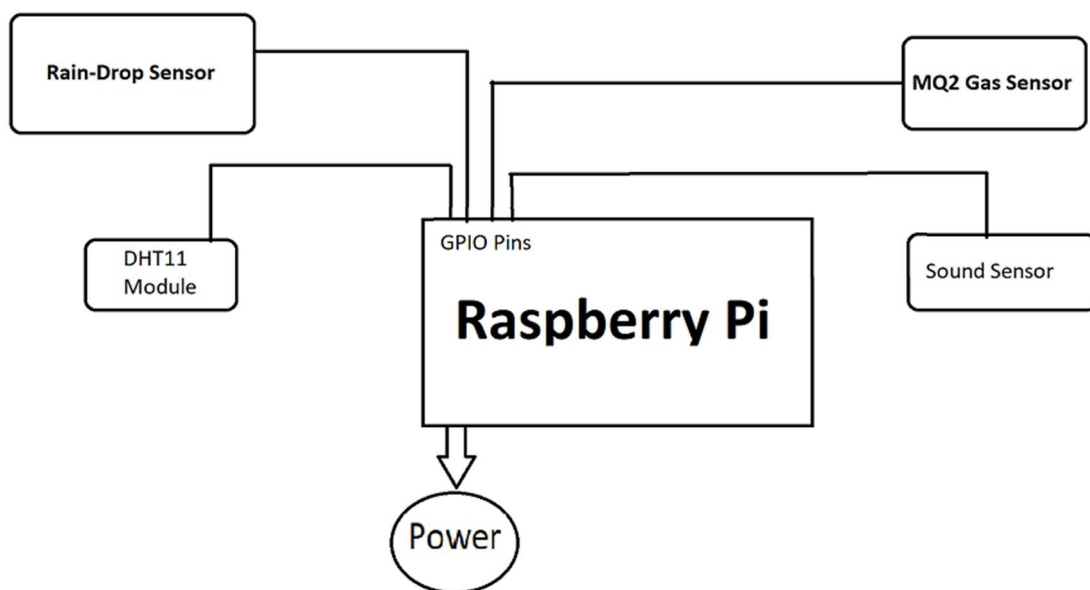 Rain-Drop Sensor
MQ2 Gas Sensor
DHT11
Module
GPIO Pins
Sound Sensor
Raspberry Pi
Power